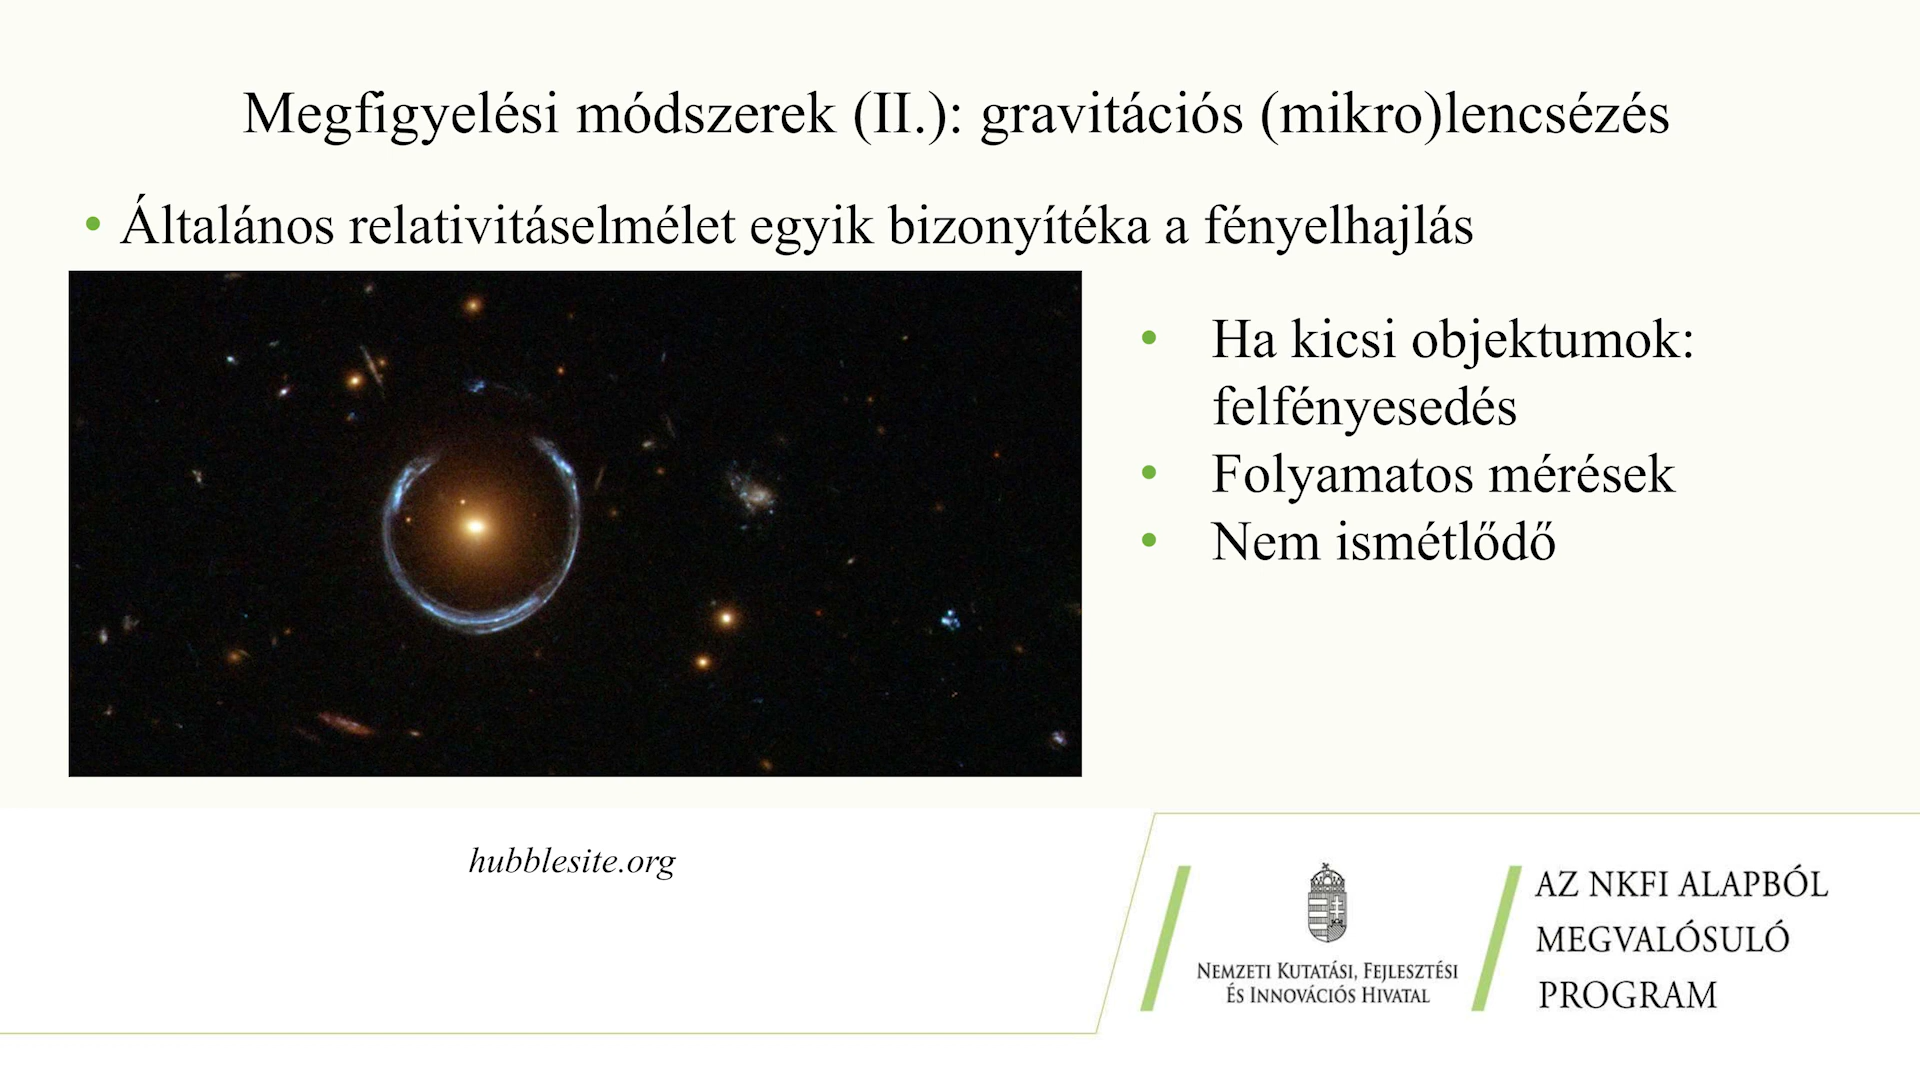 Megfigyelési módszerek (II.): gravitációs (mikro)lencsézés
• Általános relativitáselmélet egyik bizonyítéka a fényelhajlás
• Ha kicsi objektumok:
felfényesedés
• Folyamatos mérések
• Nem ismétlődő
hubblesite.org
NEMZETI KUTATÁSI, FEJLESZTÉSI
ÉS INNOVÁCIÓS HIVATAL
AZ NKFI ALAPBÓL
MEGVALÓSULÓ
PROGRAM